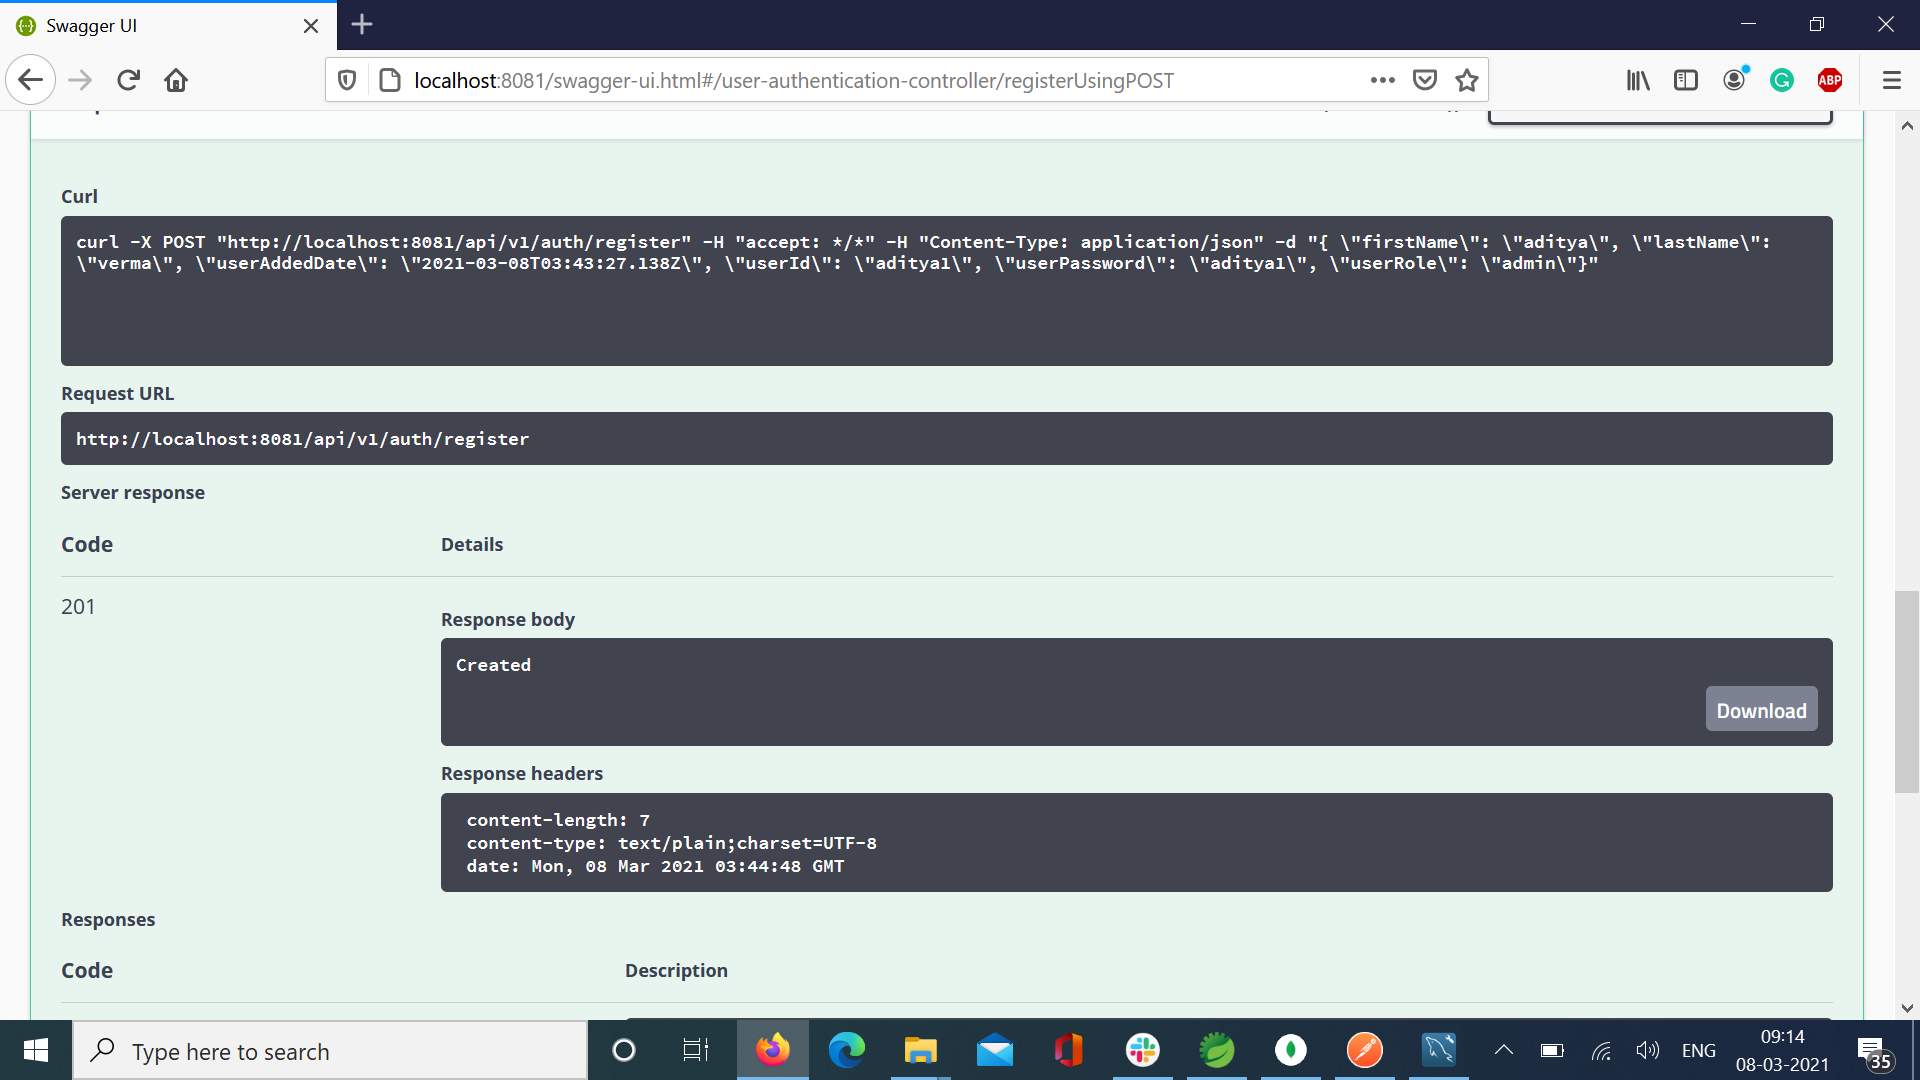 Swagger UI
localhost:8081/swagger-ui.html#/user-authentication-controller/registerUsingPOST
ABP
Curl
curl -X POST "http://localhost:8081/api/v1/auth/register" -H "accept: */*" -H "Content-Type: application/json" -d "{ \"firstName\": \"aditya\", \"lastName\":
\"verma\", \"userAddedDate\": \"2021-03-08T03:43:27.138Z\", \"userId\": \"aditya1\", \"userPassword\": \"aditya1\", \"userRole\": \"admin\"}"
Request URL
http://localhost:8081/api/v1/auth/register
Server response
Code Details
201
Response body
Created
Download
Response headers
content-length: 7
content-type: text/plain;charset=UTF-8
date: Mon, 08 Mar 2021 03:44:48 GMT
Responses
Code Description
Type here to search
ENG
09:14
08-03-2021
35